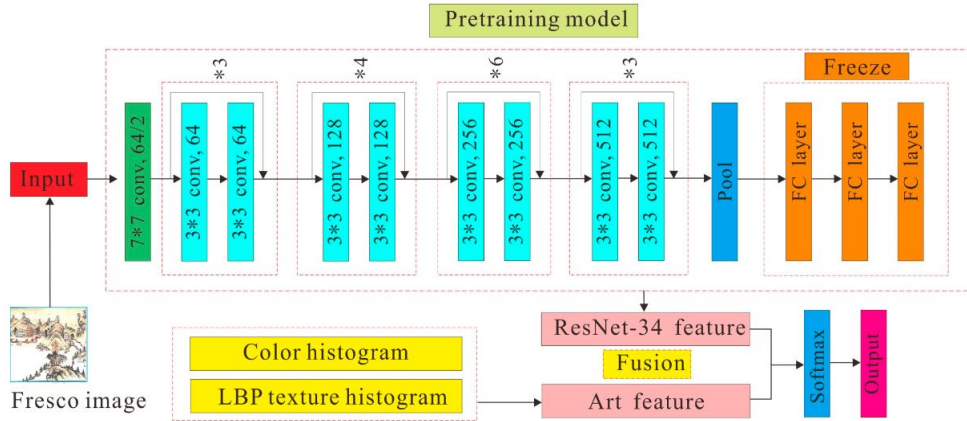 Pretraining model
*3
*4
*6
*3
Freeze
Input
7*7 conv, 64/2
3*3 conv, 64
3*3 conv, 64
3*3 conv, 128
3*3 conv, 128
3*3 conv, 256
3*3 conv, 256
3*3 conv, 512
3*3 conv, 512
Pool
FC layer
FC layer
FC layer
Fresco image
Color histogram
LBP texture histogram
ResNet-34 feature
Fusion
Art feature
Softmax
Output